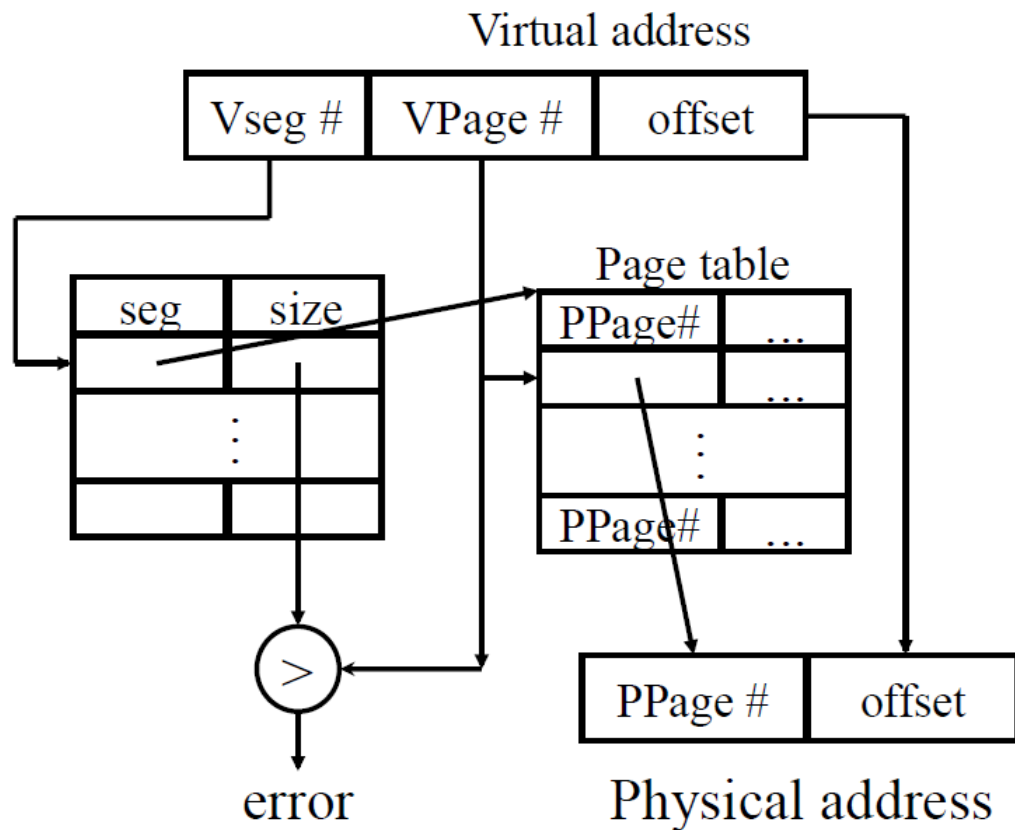 Virtual address
Vseg # VPage # offset
Page table
seg size
PPage# ...
...
⋮ ⋮
PPage# ...
>
PPage # offset
error
Physical address